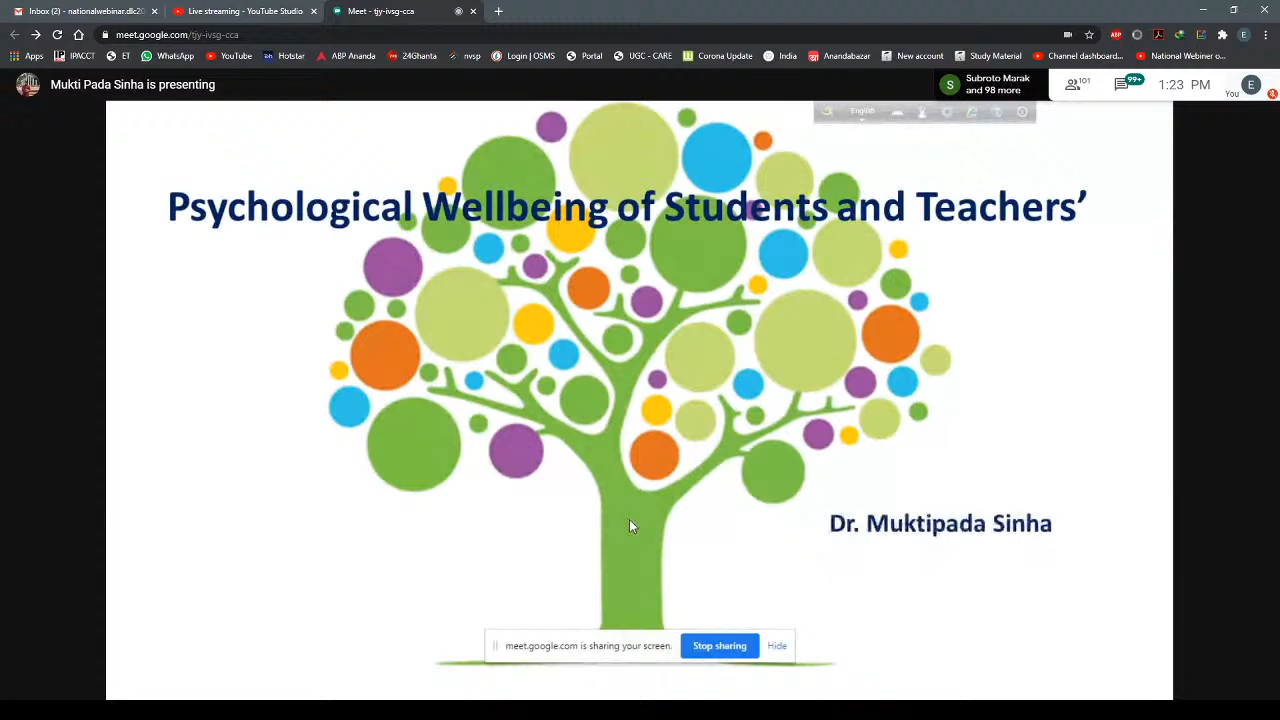 Inbox (1) - nationalwebinar.dlc20
Live streaming - YouTube Studio
Meet - tjy-ivsg-cca
meet.google.com/tjy-ivsg-cca
Apps
IPACCT
ET
WhatsApp
YouTube
Hotstar
ABP Ananda
24Ghanta
nvsp
Login | OSMS
Portal
UGC - CARE
Corona Update
India
Anandabazar
New account
Study Material
Channel dashboard...
National Webinar o...
Mukti Pada Sinha is presenting
S
Subroto Marak
and 98 more
101
99+
1:23 PM
You
E
English
Psychological Wellbeing of Students and Teachers’
Dr. Muktipada Sinha
meet.google.com is sharing your screen.
Stop sharing
Hide